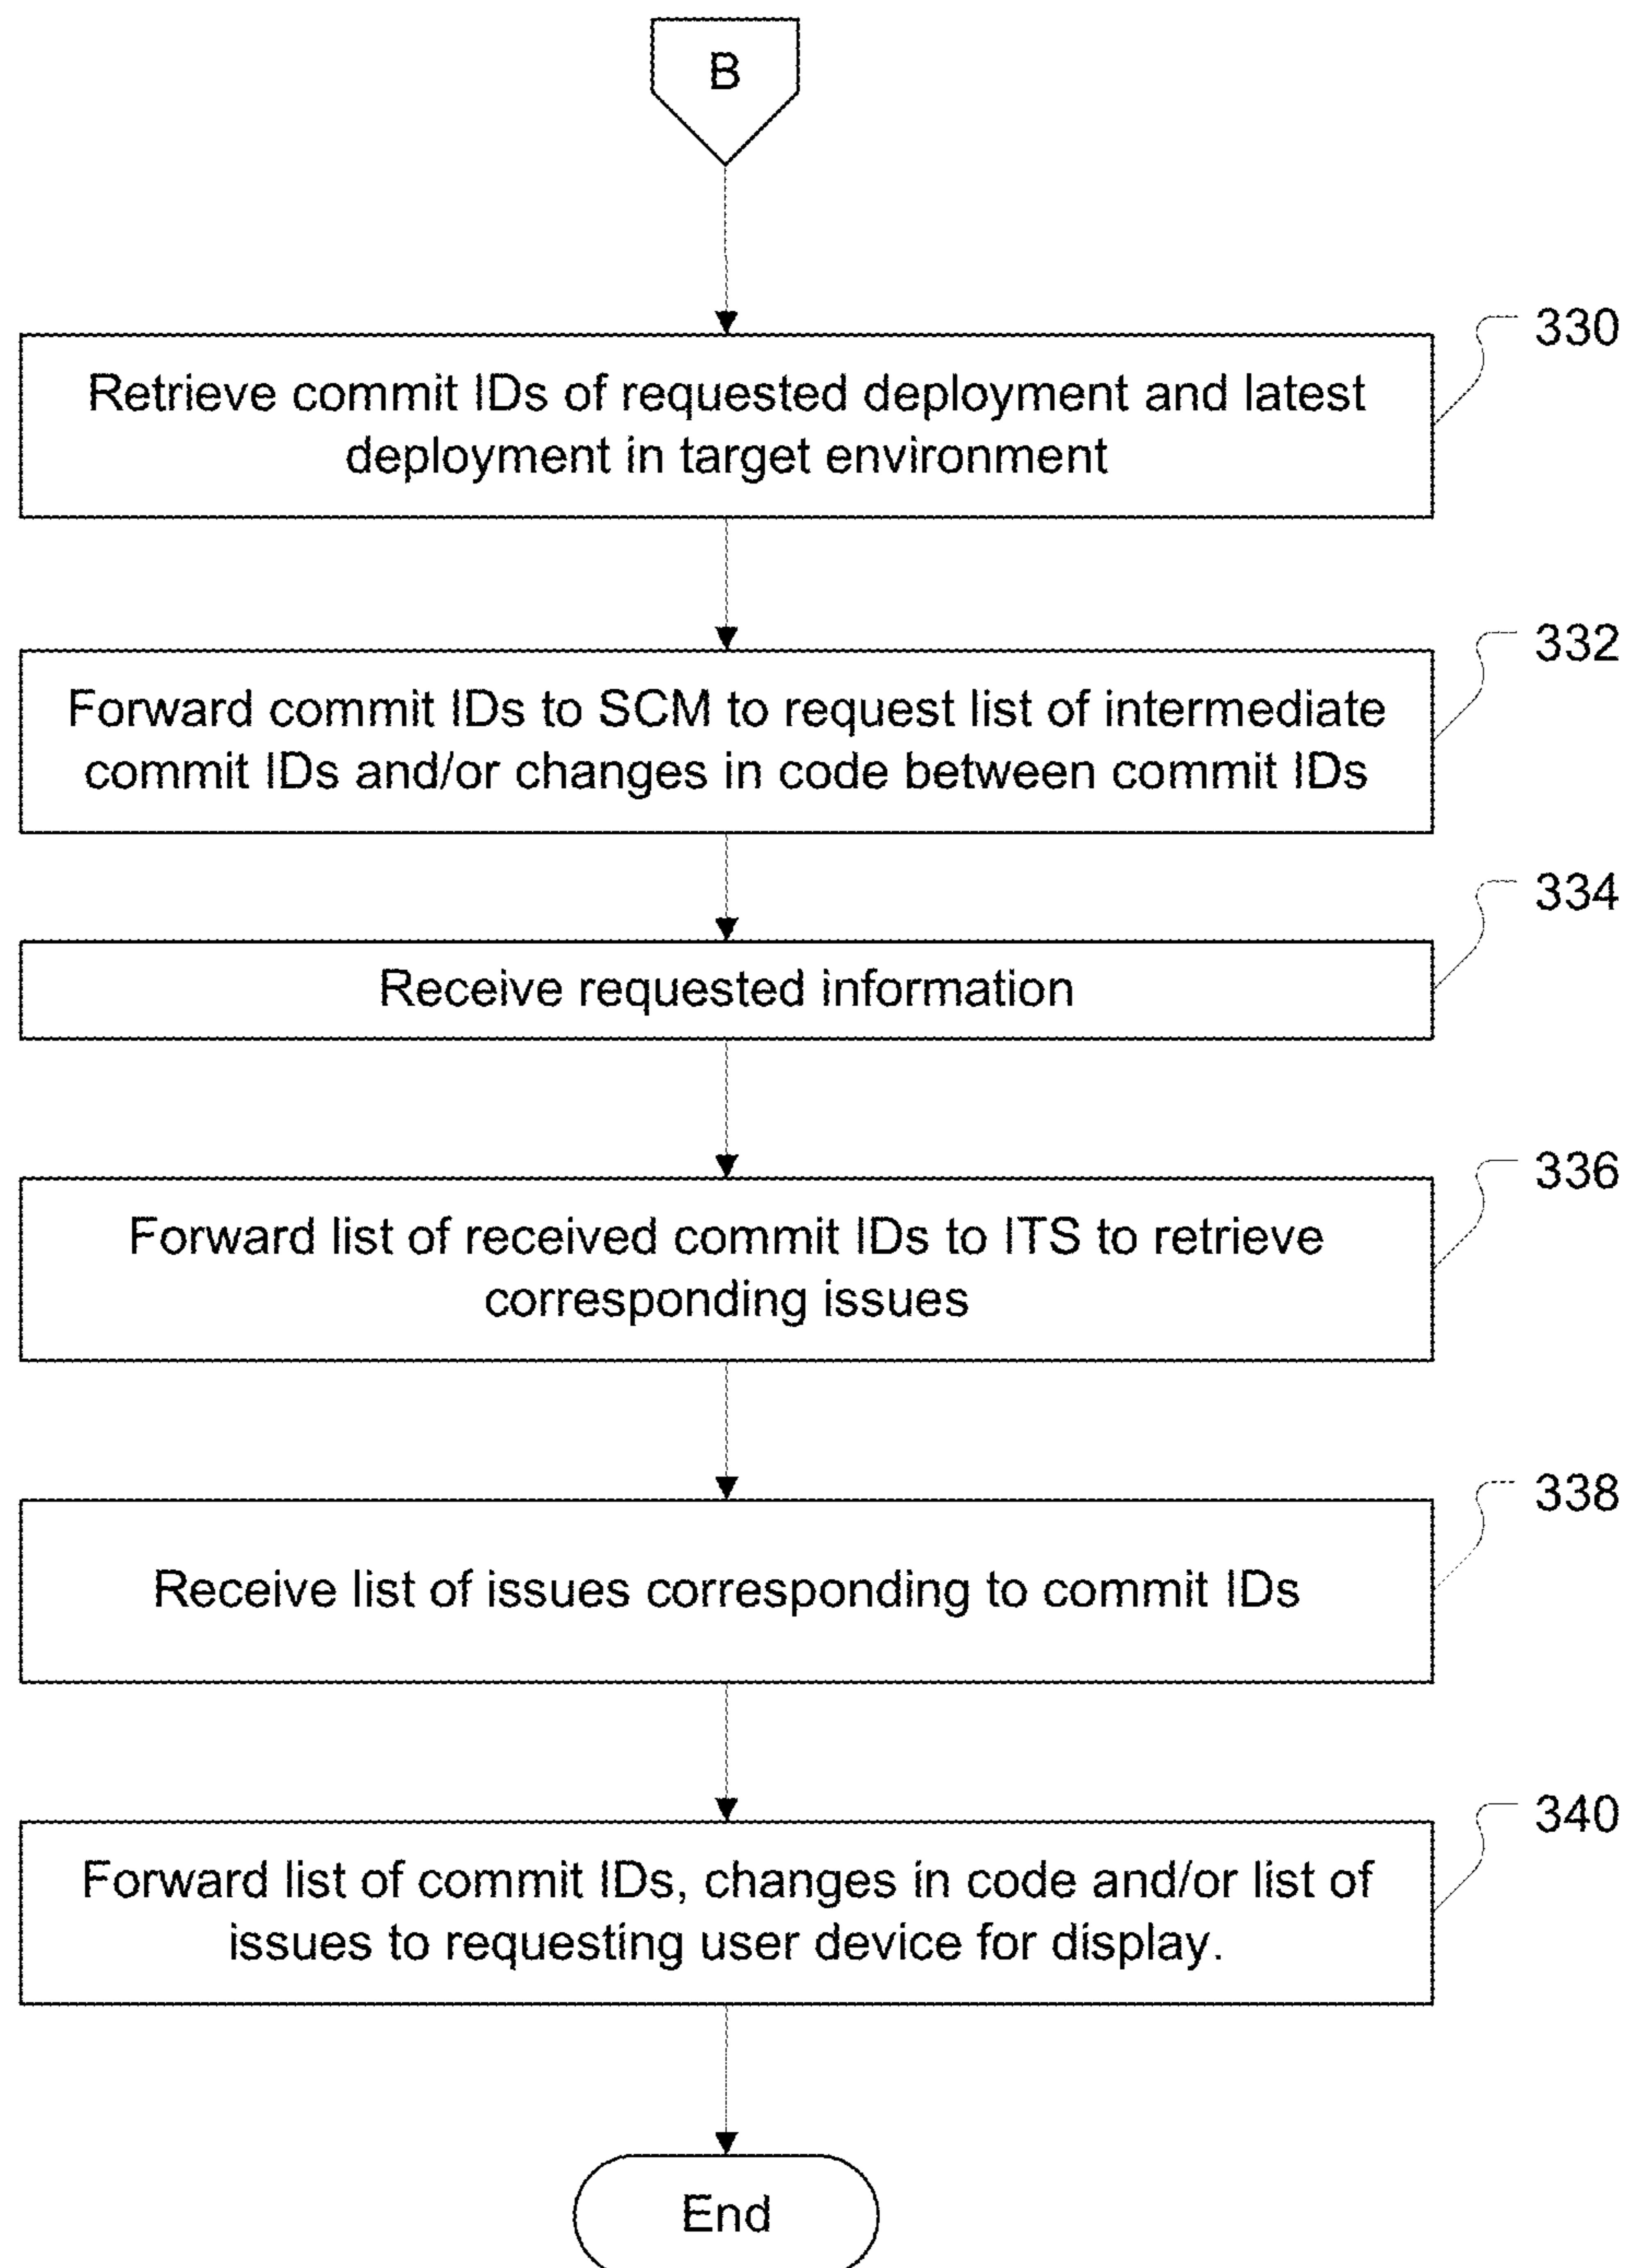 B
330
Retrieve commit IDs of requested deployment and latest
deployment in target environment
332
Forward commit IDs to SCM to request list of intermediate
commit IDs and/or changes in code between commit IDs
334
Receive requested information
336
Forward list of received commit IDs to ITS to retrieve
corresponding issues
338
Receive list of issues corresponding to commit IDs
340
Forward list of commit IDs, changes in code and/or list of
issues to requesting user device for display.
End